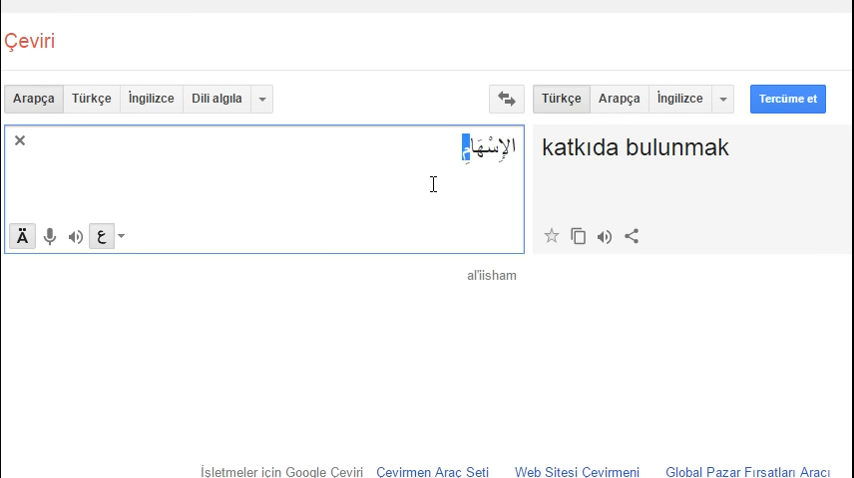 Çeviri
Arapça Türkçe İngilizce Dili algıla Türkçe Arapça İngilizce Tercüme et
الإِسْهَامِ
katkıda bulunmak
Ä ع
al'iisham
İşletmeler için Google Çeviri Çevirmen Araç Seti Web Sitesi Çevirmeni Global Pazar Fırsatları Aracı